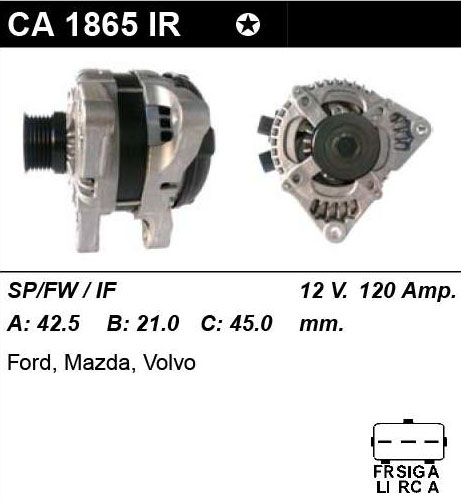 CA 1865 IR
SP/FW / IF 12 V. 120 Amp.
A: 42.5 B: 21.0 C: 45.0 mm.
Ford, Mazda, Volvo
FR SIG A
LI RC A